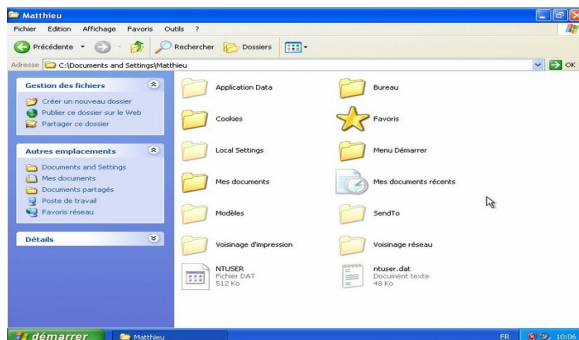 Matthieu
Fichier Edition Affichage Favoris Outils ?
Précédente Rechercher Dossiers
Adresse C:\Documents and Settings\Matthieu OK
Gestion des fichiers
Créer un nouveau dossier
Publier ce dossier sur le Web
Partager ce dossier
Autres emplacements
Documents and Settings
Mes documents
Documents partagés
Poste de travail
Favoris réseau
Détails
Application Data
Bureau
Cookies
Favoris
Local Settings
Menu Démarrer
Mes documents
Mes documents récents
Modèles
SendTo
Voisinage d'impression
Voisinage réseau
NTUSER
Fichier DAT
512 Ko
ntuser.dat
Document texte
48 Ko
démarrer Matthieu FR 10:06